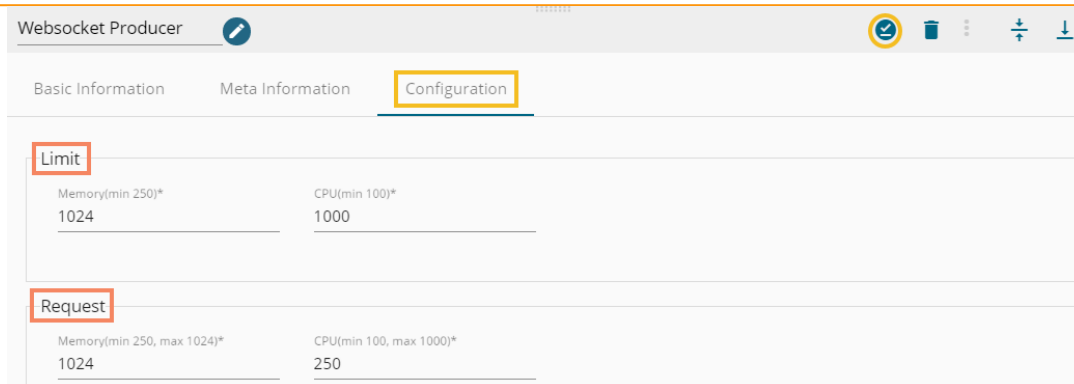 Websocket Producer
Basic Information Meta Information Configuration
Limit
Memory(min 250)* CPU(min 100)*
1024 1000
Request
Memory(min 250, max 1024)* CPU(min 100, max 1000)*
1024 250